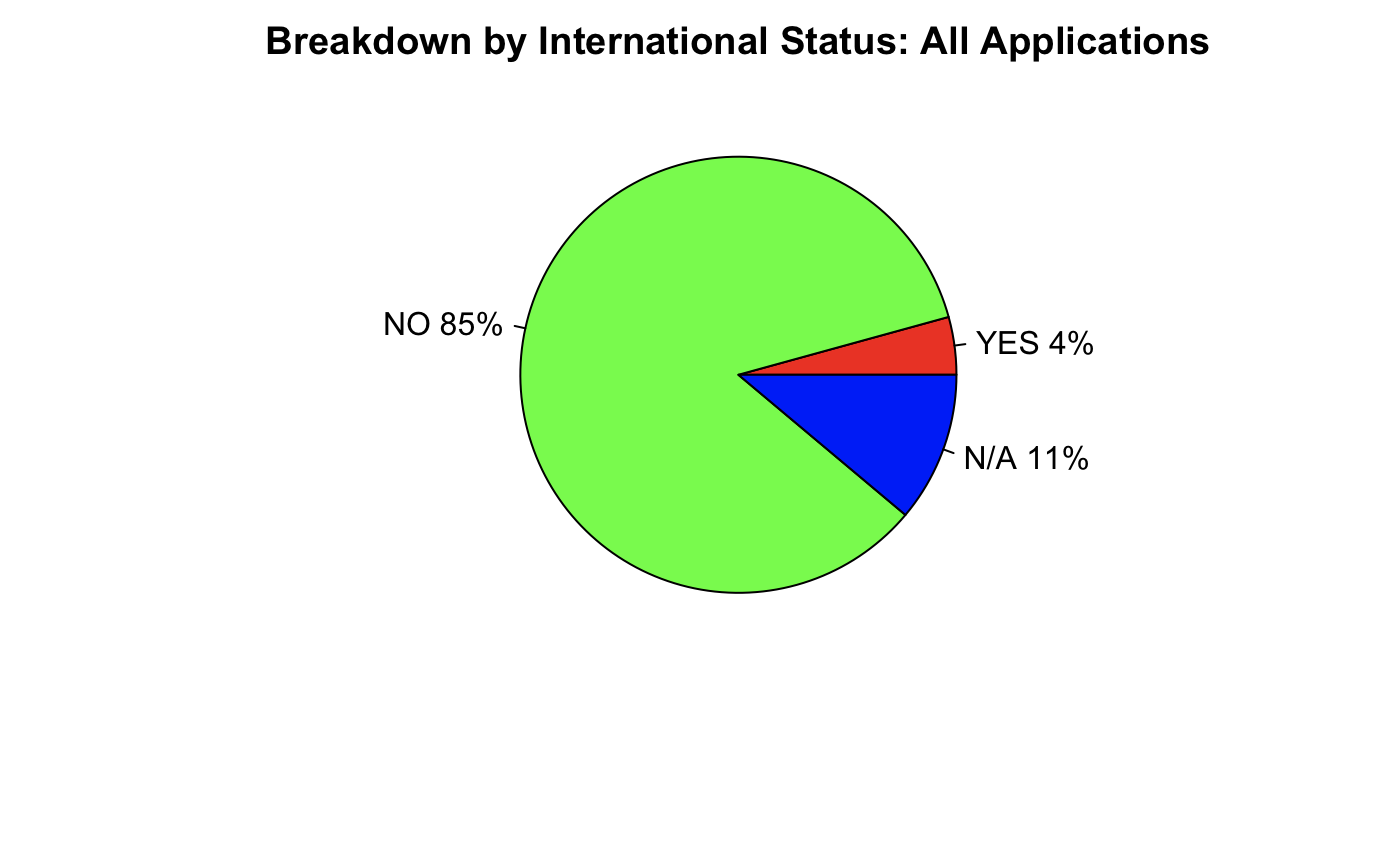 Breakdown by International Status: All Applications
NO 85%
YES 4%
N/A 11%